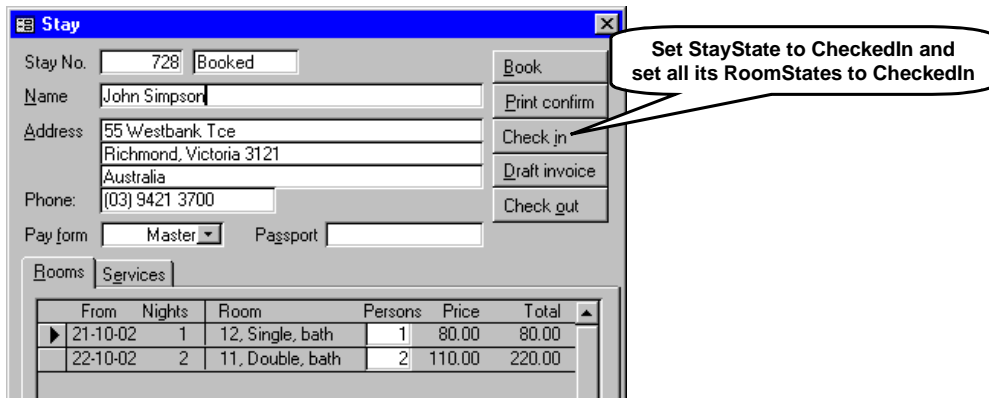 Stay
Set StayState to CheckedIn and
set all its RoomStates to CheckedIn
Stay No. 728 Booked
Book
Name John Simpson
Print confirm
Address 55 Westbank Tce
Check in
Richmond, Victoria 3121
Australia
Draft invoice
Phone: (03) 9421 3700
Check out
Pay form Master Passport
Rooms Services
From Nights Room Persons Price Total
21-10-02 1 12, Single, bath 1 80.00 80.00
22-10-02 2 11, Double, bath 2 110.00 220.00